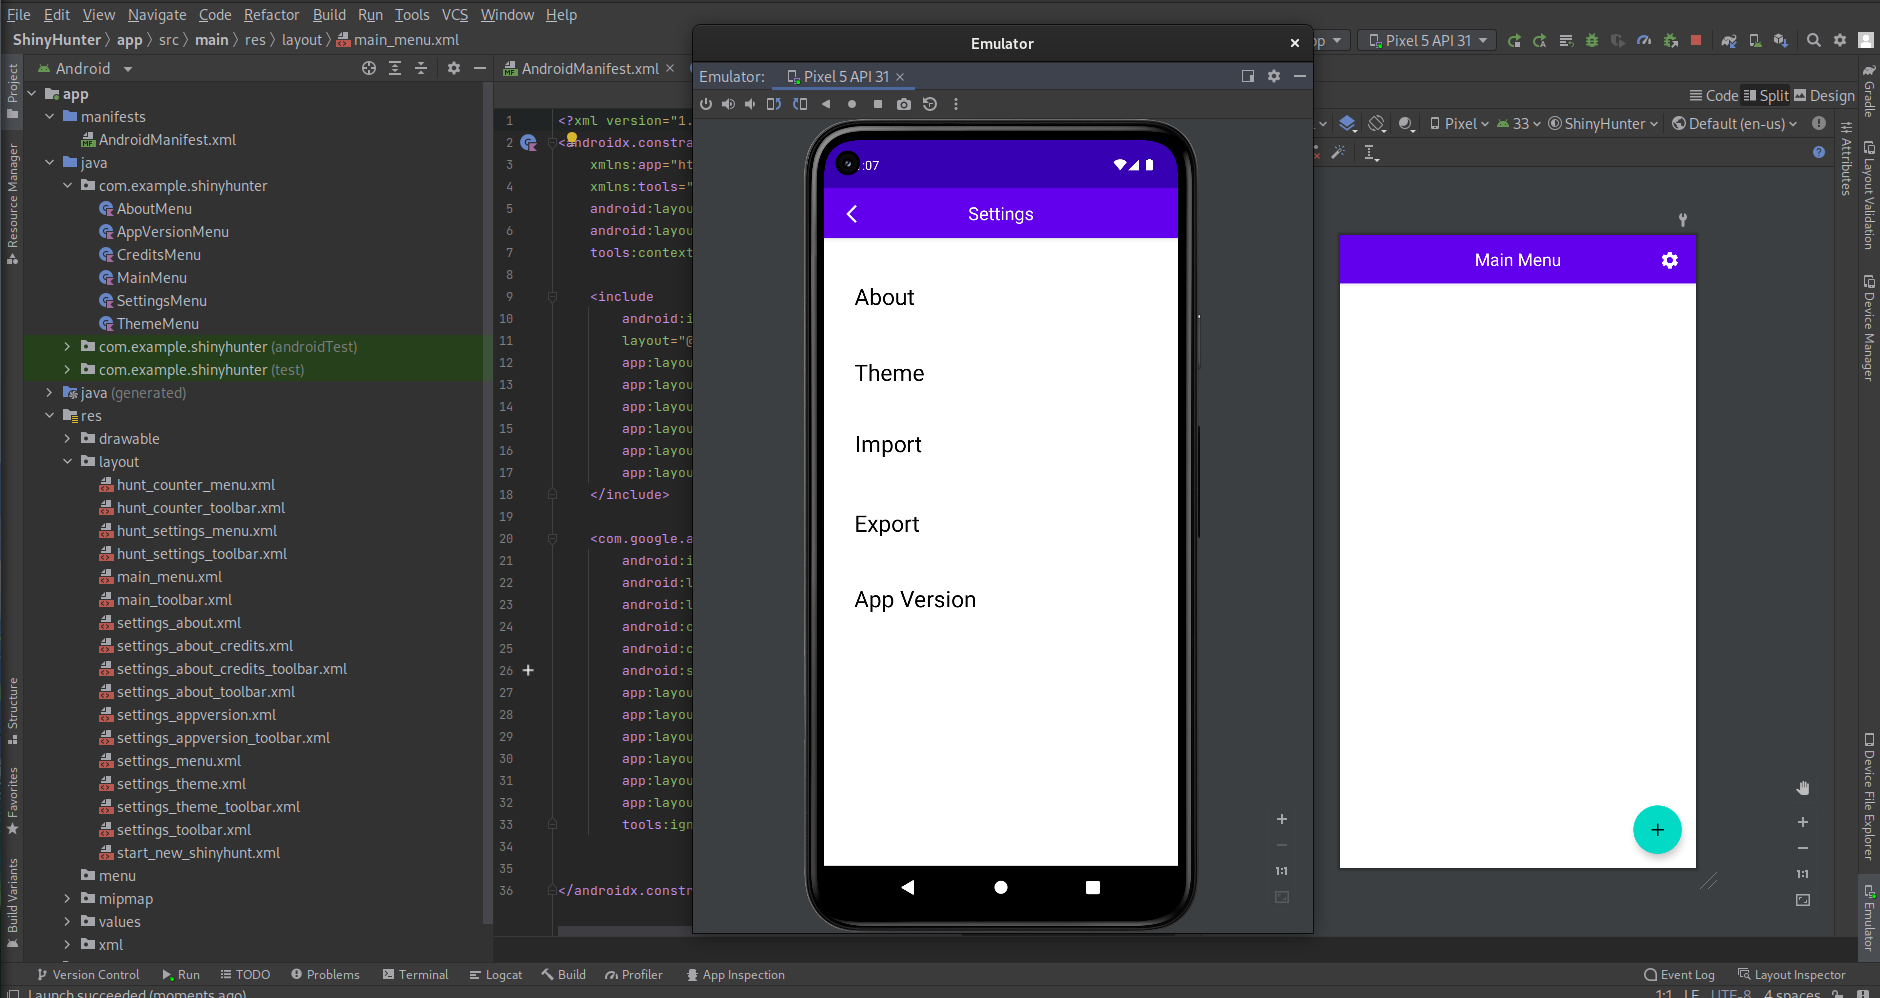 File Edit View Navigate Code Refactor Build Run Tools VCS Window Help
ShinyHunter app src main res layout main_menu.xml
Pixel 5 API 31
Emulator
Project
Android
AndroidManifest.xml
Emulator: Pixel 5 API 31
Code Split Design
Pixel 33 ShinyHunter Default (en-us)
app
manifests
AndroidManifest.xml
java
com.example.shinyhunter
AboutMenu
AppVersionMenu
CreditsMenu
MainMenu
SettingsMenu
ThemeMenu
com.example.shinyhunter (androidTest)
com.example.shinyhunter (test)
java (generated)
res
drawable
layout
hunt_counter_menu.xml
hunt_counter_toolbar.xml
hunt_settings_menu.xml
hunt_settings_toolbar.xml
main_menu.xml
main_toolbar.xml
settings_about.xml
settings_about_credits.xml
settings_about_credits_toolbar.xml
settings_about_toolbar.xml
settings_appversion.xml
settings_appversion_toolbar.xml
settings_menu.xml
settings_theme.xml
settings_theme_toolbar.xml
settings_toolbar.xml
start_new_shinyhunt.xml
menu
mipmap
values
xml
Resource Manager
Structure
Favorites
Build Variants
1 <?xml version="1.
2 <androidx.constra
3 xmlns:app="ht
4 xmlns:tools="
5 android:layou
6 android:layou
7 tools:context
8
9 <include
10 android:i
11 layout="@
12 app:layou
13 app:layou
14 app:layou
15 app:layou
16 app:layou
17 app:layou
18 </include>
19
20 <com.google.a
21 android:i
22 android:l
23 android:l
24 android:c
25 android:c
26 android:s
27 app:layou
28 app:layou
29 app:layou
30 app:layou
31 app:layou
32 app:layou
33 tools:ign
34
35
36 </androidx.constr
:07
Settings
About
Theme
Import
Export
App Version
1:1
Main Menu
1:1
Gradle
Attributes
Layout Validation
Device Manager
Device File Explorer
Emulator
Version Control Run TODO Problems Terminal Logcat Build Profiler App Inspection
Event Log Layout Inspector
Launch succeeded (moments ago)
1:1 LF UTF-8 4 spaces